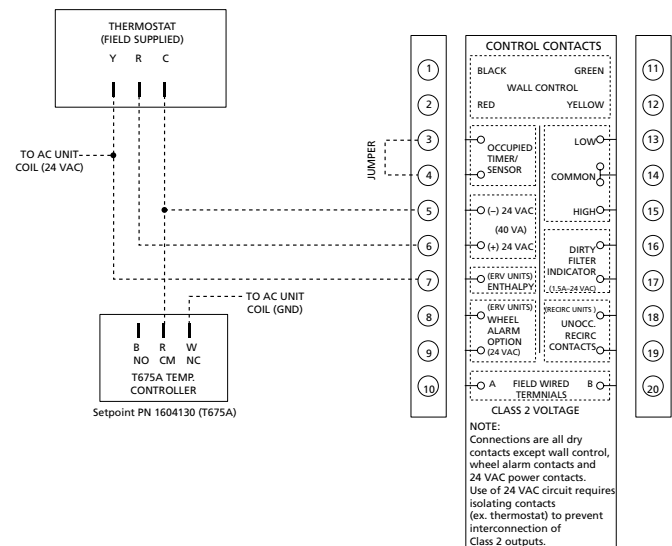 THERMOSTAT
(FIELD SUPPLIED)
Y R C
TO AC UNIT
COIL (24 VAC)
TO AC UNIT
COIL (GND)
B R W
NO CM NC
T675A TEMP.
CONTROLLER
Setpoint PN 1604130 (T675A)
JUMPER
1
2
3
4
5
6
7
8
9
10
CONTROL CONTACTS
BLACK GREEN
WALL CONTROL
RED YELLOW
OCCUPIED
TIMER/
SENSOR
LOW
COMMON
HIGH
(–) 24 VAC
(40 VA)
(+) 24 VAC
DIRTY
FILTER
INDICATOR
(1.5A–24 VAC)
(ERV UNITS)
ENTHALPY
(ERV UNITS)
WHEEL
ALARM
OPTION
(24 VAC)
(RECIRC UNITS )
UNOCC.
RECIRC
CONTACTS
A FIELD WIRED B
TERMNIALS
CLASS 2 VOLTAGE
NOTE:
Connections are all dry
contacts except wall control,
wheel alarm contacts and
24 VAC power contacts.
Use of 24 VAC circuit requires
isolating contacts
(ex. thermostat) to prevent
interconnection of
Class 2 outputs.
11
12
13
14
15
16
17
18
19
20